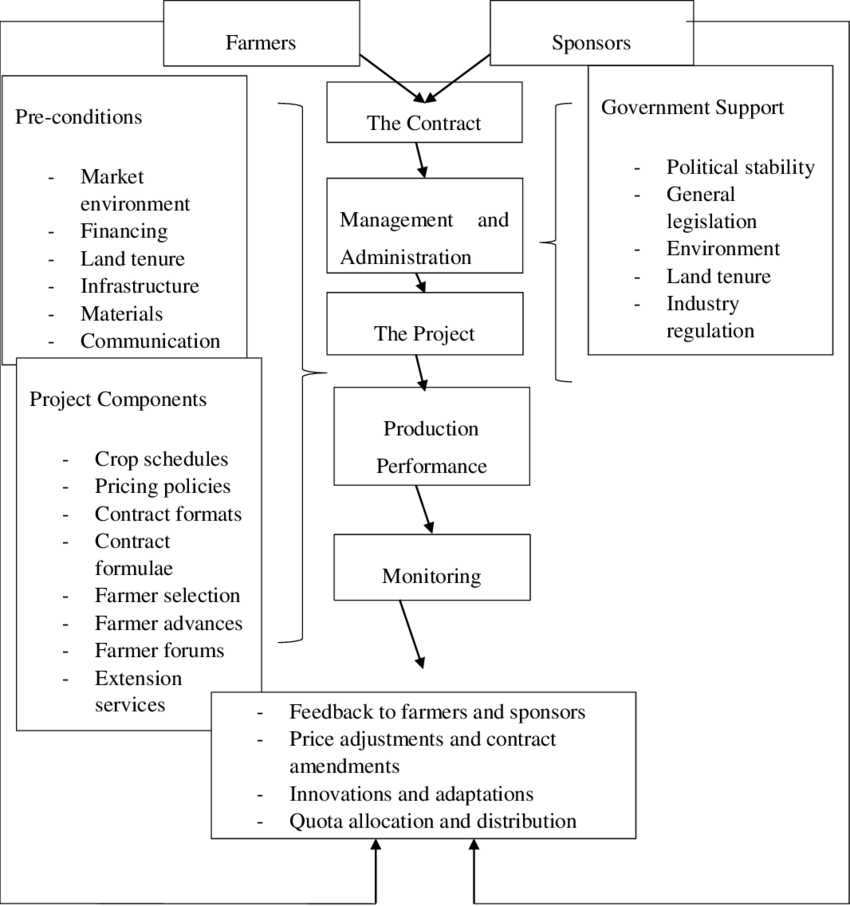 Farmers
Sponsors
Pre-conditions
- Market
environment
- Financing
- Land tenure
- Infrastructure
- Materials
- Communication
Project Components
- Crop schedules
- Pricing policies
- Contract formats
- Contract
formulae
- Farmer selection
- Farmer advances
- Farmer forums
- Extension
services
The Contract
Management and
Administration
The Project
Production
Performance
Monitoring
Government Support
- Political stability
- General
legislation
- Environment
- Land tenure
- Industry
regulation
- Feedback to farmers and sponsors
- Price adjustments and contract
amendments
- Innovations and adaptations
- Quota allocation and distribution